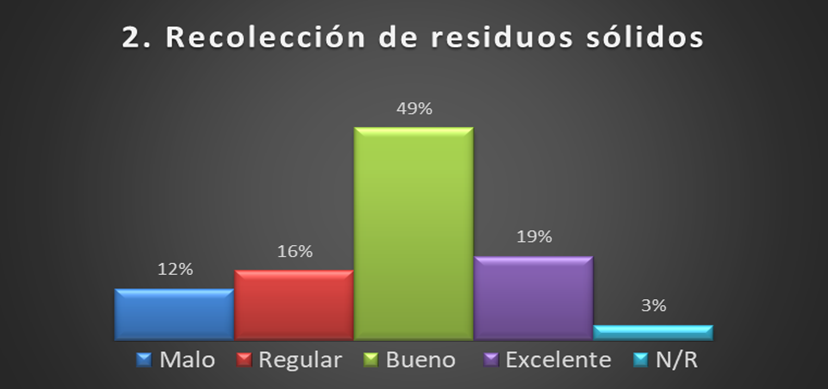 2. Recolección de residuos sólidos
49%
19%
16%
12%
3%
Malo Regular Bueno Excelente N/R